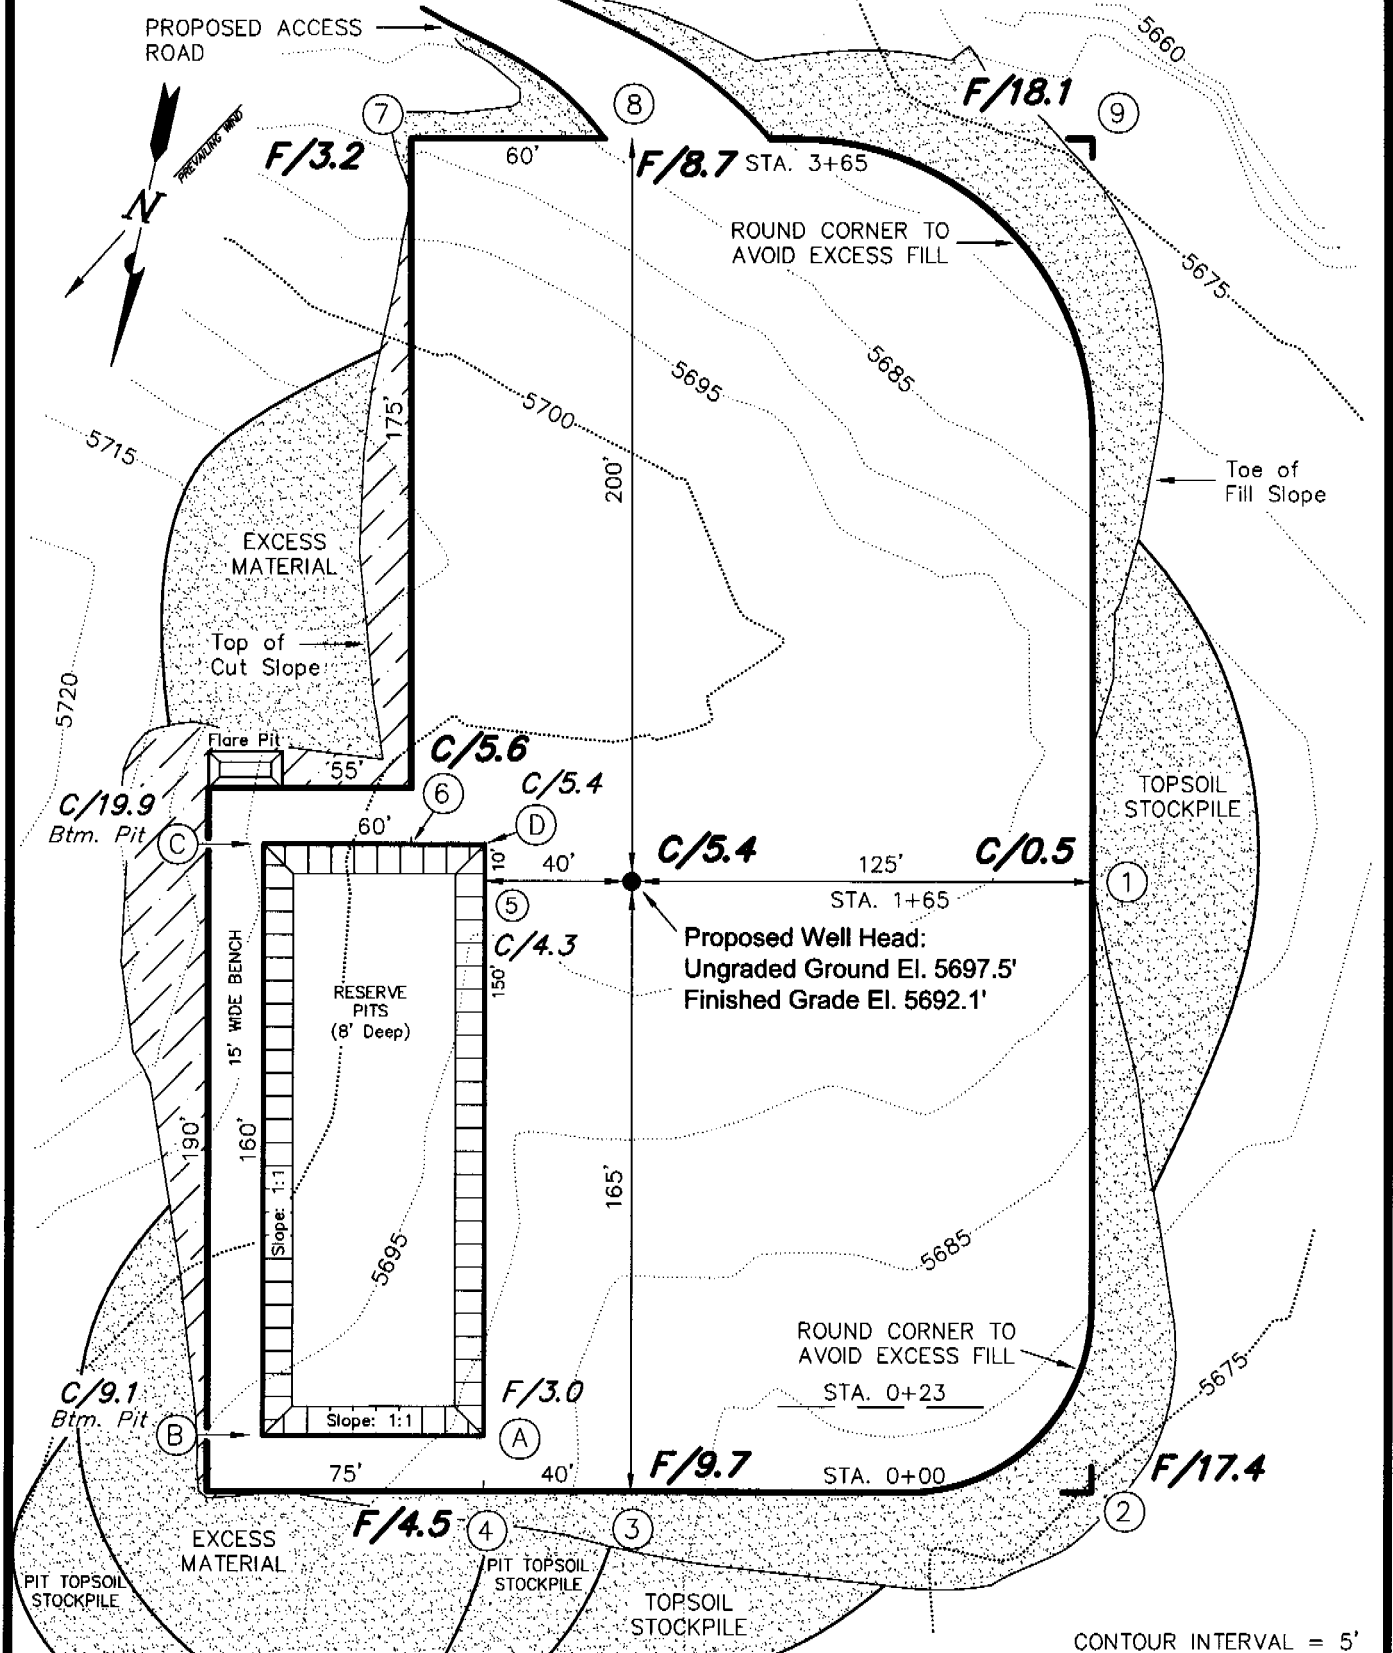 PROPOSED ACCESS
ROAD
5660
F/18.1
9
8
7
PREVAILING WIND
F/3.2
60'
F/8.7
STA. 3+65
N
ROUND CORNER TO
AVOID EXCESS FILL
5675
5685
5695
5700
175'
5715
200'
Toe of
Fill Slope
EXCESS
MATERIAL
Top of
Cut Slope
5720
Flare Pit
55'
C/5.6
6
C/5.4
D
TOPSOIL
STOCKPILE
C/19.9
Btm. Pit
C
60'
10'
40'
C/5.4
125'
C/0.5
1
STA. 1+65
5
C/4.3
Proposed Well Head:
Ungraded Ground El. 5697.5'
Finished Grade El. 5692.1'
15' WIDE BENCH
RESERVE
PITS
(8' Deep)
150'
190'
160'
Slope: 1:1
165'
5695
5685
ROUND CORNER TO
AVOID EXCESS FILL
STA. 0+23
5675
C/9.1
Btm. Pit
B
F/3.0
A
Slope: 1:1
75'
40'
F/9.7
STA. 0+00
F/17.4
2
F/4.5
4
3
EXCESS
MATERIAL
PIT TOPSOIL
STOCKPILE
PIT TOPSOIL
STOCKPILE
TOPSOIL
STOCKPILE
CONTOUR INTERVAL = 5'